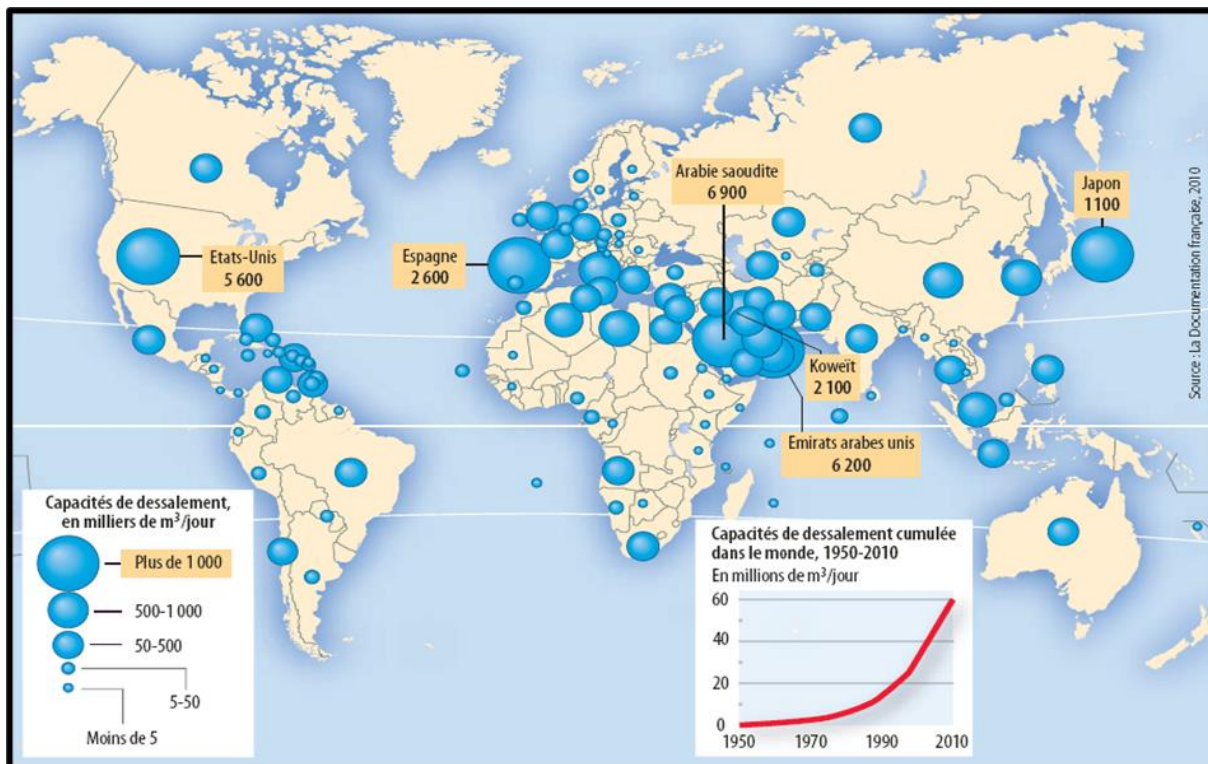 Arabie saoudite
6 900
Japon
1100
Etats-Unis
5 600
Espagne
2 600
Koweït
2 100
Emirats arabes unis
6 200
Source : La Documentation française, 2010
Capacités de dessalement,
en milliers de m³/jour
Plus de 1 000
500-1 000
50-500
5-50
Moins de 5
Capacités de dessalement cumulée
dans le monde, 1950-2010
En millions de m³/jour
60
40
20
0
1950
1970
1990
2010